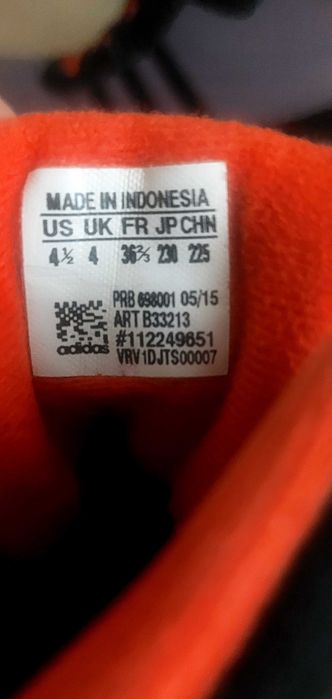 MADE IN INDONESIA
US UK FR JP CHN
4½ 4 36⅔ 230 225
PRB 698001 05/15
ART B33213
#112249651
adidas VRV1DJTS00007